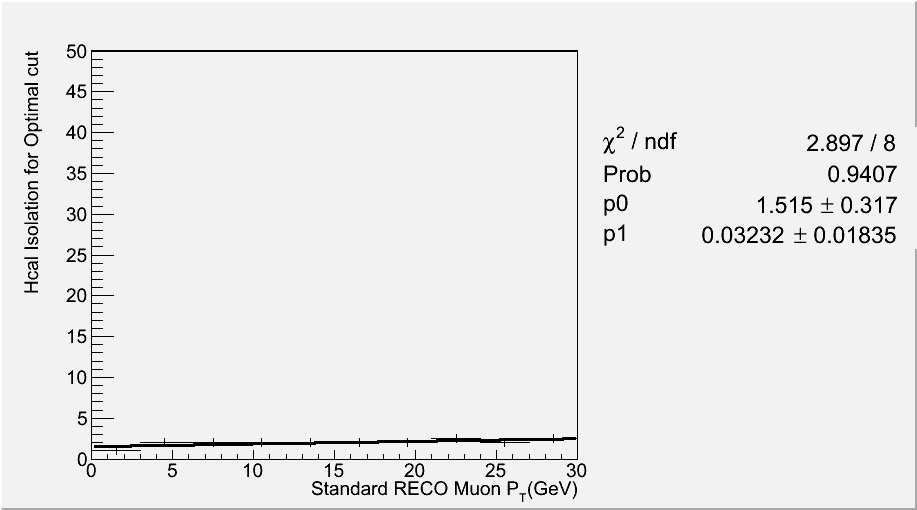 Hcal Isolation for Optimal cut
50
45
40
35
30
25
20
15
10
5
0
0 5 10 15 20 25 30
Standard RECO Muon P_T(GeV)
χ² / ndf 2.897 / 8
Prob 0.9407
p0 1.515 ± 0.317
p1 0.03232 ± 0.01835